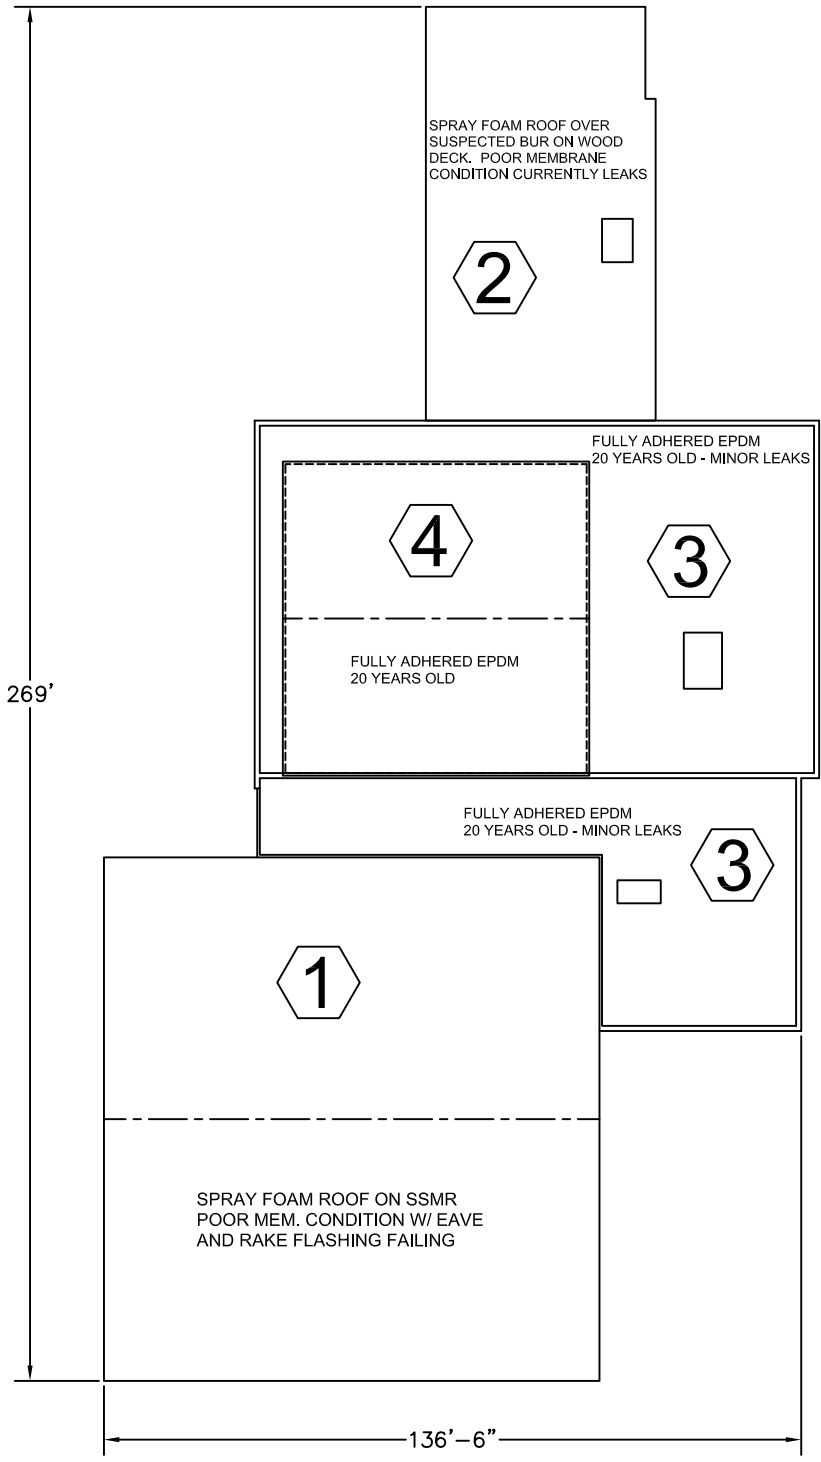 SPRAY FOAM ROOF OVER
SUSPECTED BUR ON WOOD
DECK. POOR MEMBRANE
CONDITION CURRENTLY LEAKS
2
FULLY ADHERED EPDM
20 YEARS OLD - MINOR LEAKS
4
3
FULLY ADHERED EPDM
20 YEARS OLD
269'
FULLY ADHERED EPDM
20 YEARS OLD - MINOR LEAKS
3
1
SPRAY FOAM ROOF ON SSMR
POOR MEM. CONDITION W/ EAVE
AND RAKE FLASHING FAILING
136'-6"